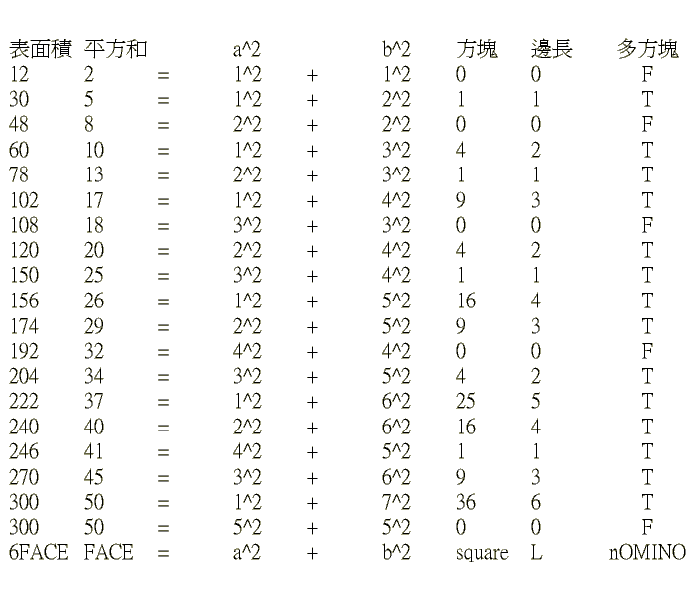 表面積 平方和 a^2 b^2 方塊 邊長 多方塊
12 2 = 1^2 + 1^2 0 0 F
30 5 = 1^2 + 2^2 1 1 T
48 8 = 2^2 + 2^2 0 0 F
60 10 = 1^2 + 3^2 4 2 T
78 13 = 2^2 + 3^2 1 1 T
102 17 = 1^2 + 4^2 9 3 T
108 18 = 3^2 + 3^2 0 0 F
120 20 = 2^2 + 4^2 4 2 T
150 25 = 3^2 + 4^2 1 1 T
156 26 = 1^2 + 5^2 16 4 T
174 29 = 2^2 + 5^2 9 3 T
192 32 = 4^2 + 4^2 0 0 F
204 34 = 3^2 + 5^2 4 2 T
222 37 = 1^2 + 6^2 25 5 T
240 40 = 2^2 + 6^2 16 4 T
246 41 = 4^2 + 5^2 1 1 T
270 45 = 3^2 + 6^2 9 3 T
300 50 = 1^2 + 7^2 36 6 T
300 50 = 5^2 + 5^2 0 0 F
6FACE FACE = a^2 + b^2 square L nOMINO